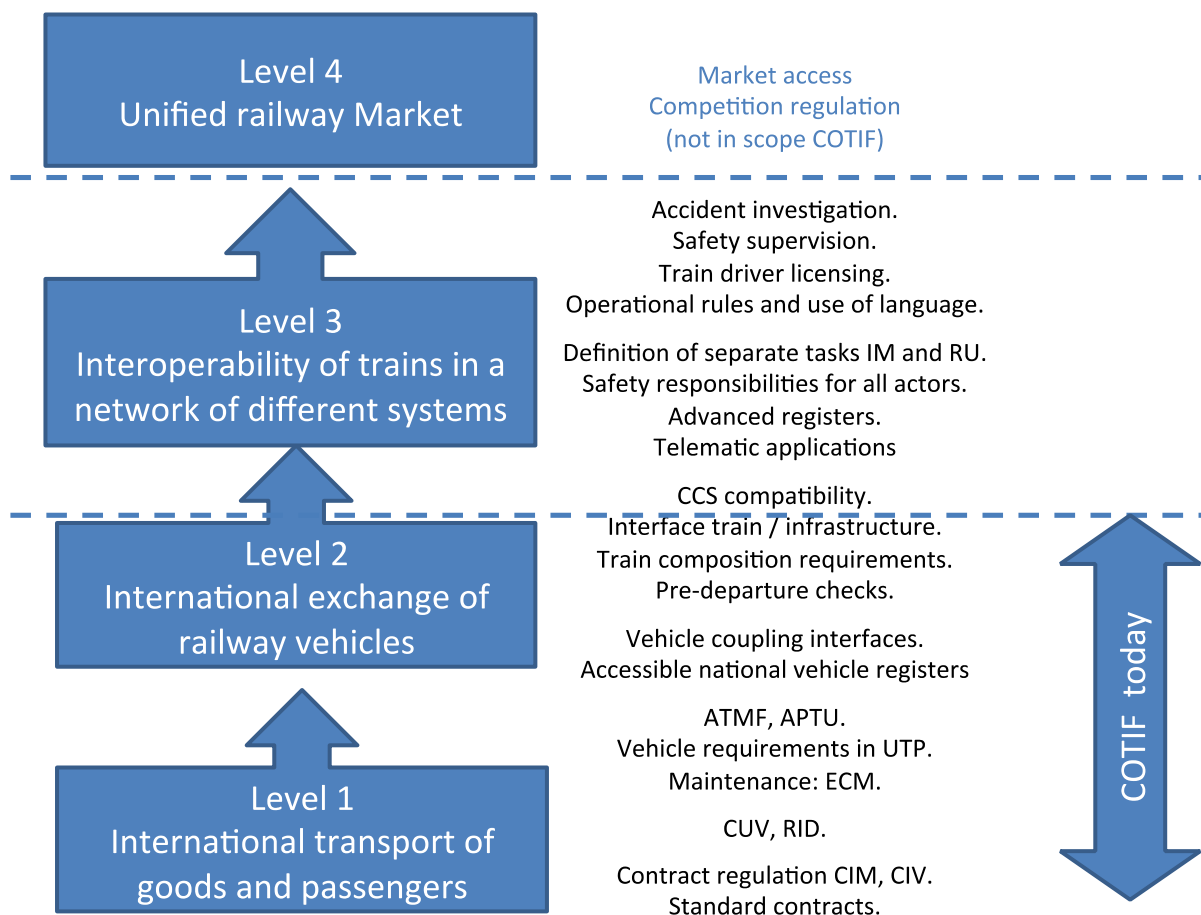 Level 4
Unified railway Market
Market access
Competition regulation
(not in scope COTIF)
Accident investigation.
Safety supervision.
Train driver licensing.
Operational rules and use of language.
Level 3
Interoperability of trains in a
network of different systems
Definition of separate tasks IM and RU.
Safety responsibilities for all actors.
Advanced registers.
Telematic applications
CCS compatibility.
Interface train / infrastructure.
Train composition requirements.
Pre-departure checks.
Level 2
International exchange of
railway vehicles
Vehicle coupling interfaces.
Accessible national vehicle registers
ATMF, APTU.
Vehicle requirements in UTP.
Maintenance: ECM.
Level 1
International transport of
goods and passengers
CUV, RID.
Contract regulation CIM, CIV.
Standard contracts.
COTIF today